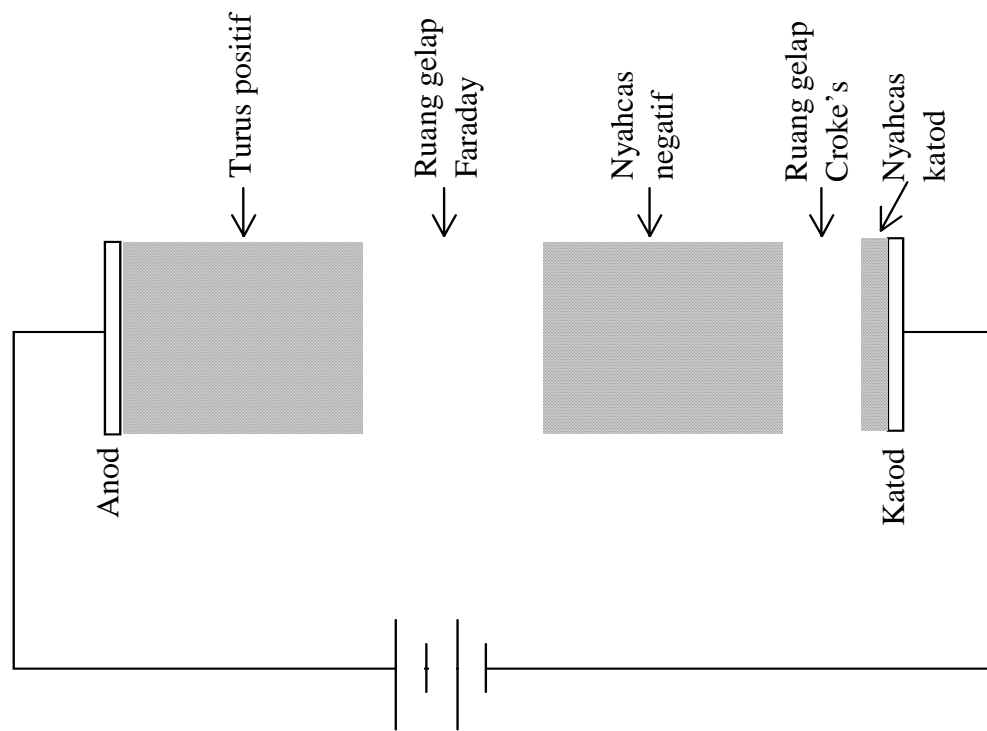 Anod
Turus positif
Ruang gelap
Faraday
Nyahcas
negatif
Ruang gelap
Croke’s
Nyahcas
katod
Katod